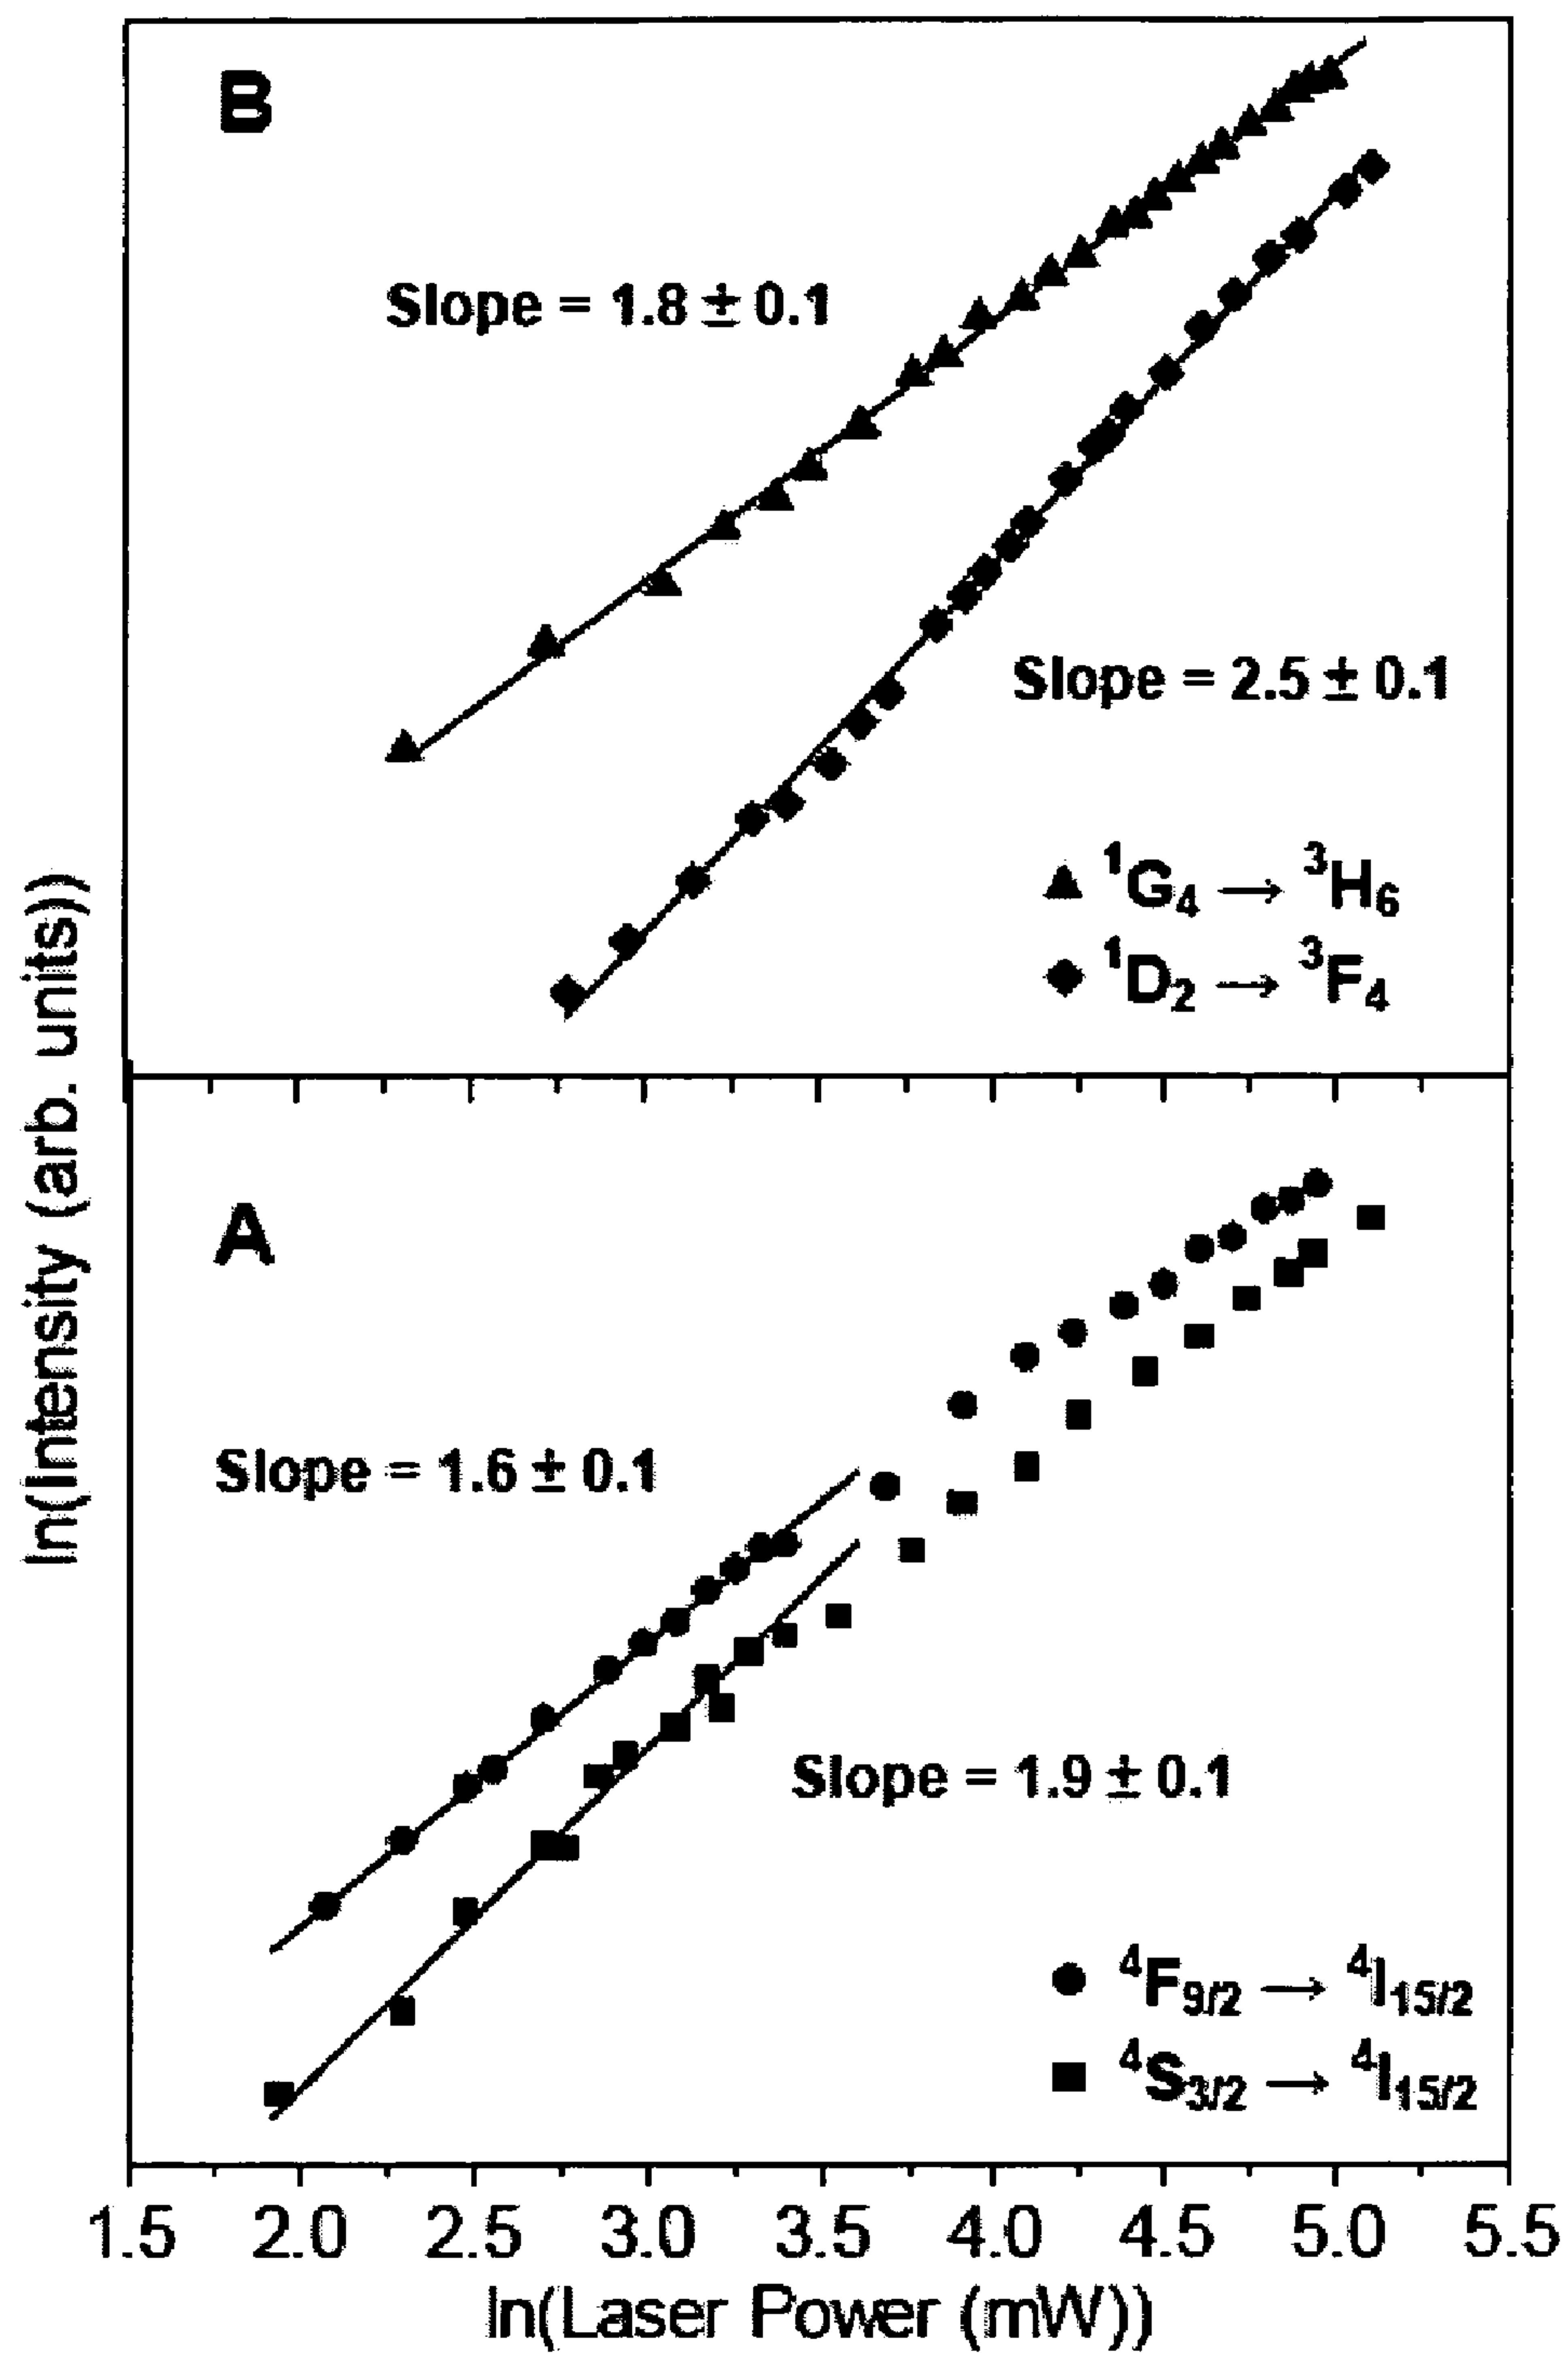 B
Slope = 1.8 ± 0.1
Slope = 2.5 ± 0.1
▲ ¹G₄ → ³H₆
◆ ¹D₂ → ³F₄
ln(Intensity (arb. units))
A
Slope = 1.6 ± 0.1
Slope = 1.9 ± 0.1
● ⁴F₉/₂ → ⁴I₁₅/₂
■ ⁴S₃/₂ → ⁴I₁₅/₂
1.5 2.0 2.5 3.0 3.5 4.0 4.5 5.0 5.5
ln(Laser Power (mW))